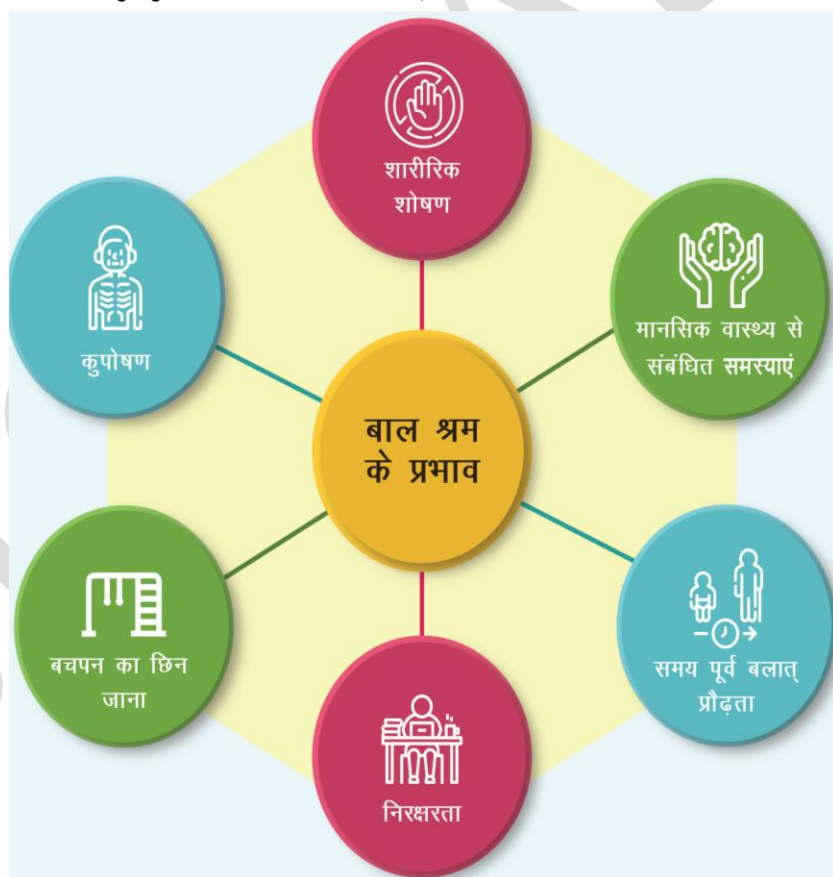 शारीरिक
शोषण
मानसिक वास्थ्य से
संबंधित समस्याएं
कुपोषण
बाल श्रम
के प्रभाव
बचपन का छिन
जाना
समय पूर्व बलात्
प्रौढ़ता
निरक्षरता